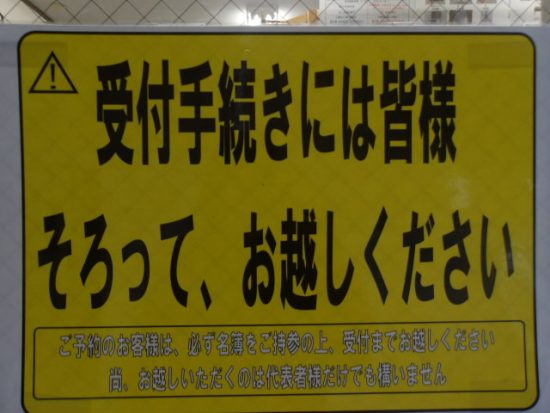 受付手続きには皆様
そろって、お越しください
ご予約のお客様は、必ず名簿をご持参の上、受付までお越しください
尚、お越しいただくのは代表者様だけでも構いません